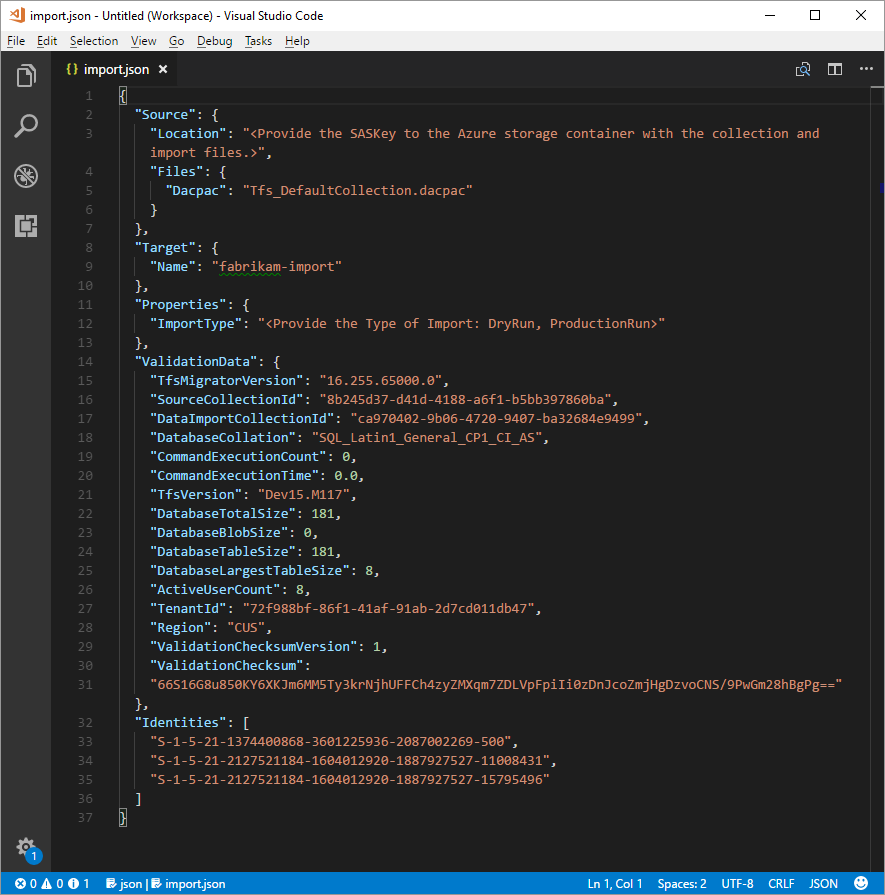 import.json - Untitled (Workspace) - Visual Studio Code
File Edit Selection View Go Debug Tasks Help
{} import.json ×
1 {
2 "Source": {
3 "Location": "<Provide the SASKey to the Azure storage container with the collection and
import files.>",
4 "Files": {
5 "Dacpac": "Tfs_DefaultCollection.dacpac"
6 }
7 },
8 "Target": {
9 "Name": "fabrikam-import"
10 },
11 "Properties": {
12 "ImportType": "<Provide the Type of Import: DryRun, ProductionRun>"
13 },
14 "ValidationData": {
15 "TfsMigratorVersion": "16.255.65000.0",
16 "SourceCollectionId": "8b245d37-d41d-4188-a6f1-b5bb397860ba",
17 "DataImportCollectionId": "ca970402-9b06-4720-9407-ba32684e9499",
18 "DatabaseCollation": "SQL_Latin1_General_CP1_CI_AS",
19 "CommandExecutionCount": 0,
20 "CommandExecutionTime": 0.0,
21 "TfsVersion": "Dev15.M117",
22 "DatabaseTotalSize": 181,
23 "DatabaseBlobSize": 0,
24 "DatabaseTableSize": 181,
25 "DatabaseLargestTableSize": 8,
26 "ActiveUserCount": 8,
27 "TenantId": "72f988bf-86f1-41af-91ab-2d7cd011db47",
28 "Region": "CUS",
29 "ValidationChecksumVersion": 1,
30 "ValidationChecksum":
31 "66S16G8u850KY6XKJm6MM5Ty3krNjhUFFCh4zyZMXqm7ZDLVpFpiIi0zDnJcoZmjHgDzvoCNS/9PwGm28hBgPg=="
},
32 "Identities": [
33 "S-1-5-21-1374400868-3601225936-2087002269-500",
34 "S-1-5-21-2127521184-1604012920-1887927527-11008431",
35 "S-1-5-21-2127521184-1604012920-1887927527-15795496"
36 ]
37 }
1
0 0 1 json | import.json Ln 1, Col 1 Spaces: 2 UTF-8 CRLF JSON